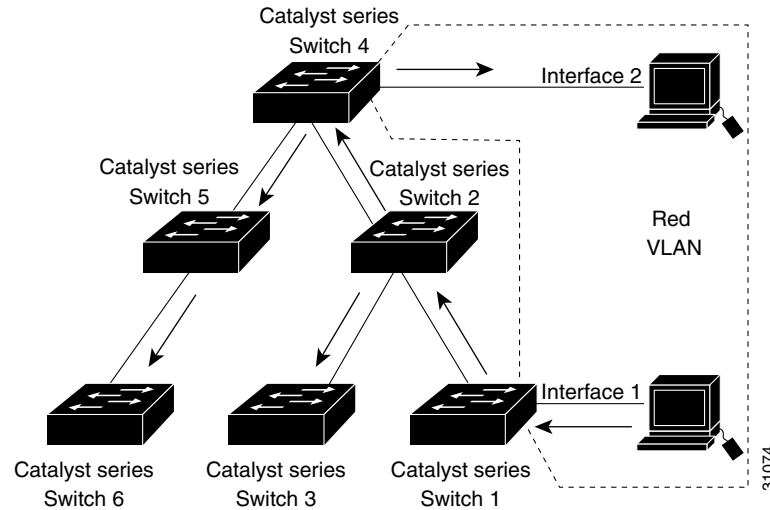 Catalyst series
Switch 4
Interface 2
Catalyst series
Switch 5
Catalyst series
Switch 2
Red
VLAN
Interface 1
Catalyst series
Switch 6
Catalyst series
Switch 3
Catalyst series
Switch 1
31074